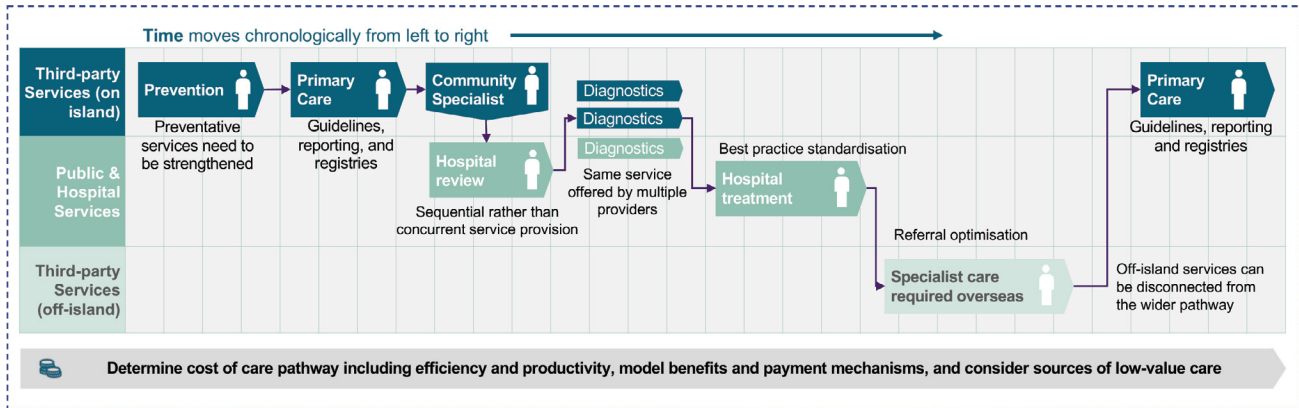 Time moves chronologically from left to right
Third-party
Services (on
island)
Prevention
Preventative
services need to
be strengthened
Primary
Care
Guidelines,
reporting, and
registries
Community
Specialist
Diagnostics
Diagnostics
Diagnostics
Same service
offered by multiple
providers
Primary
Care
Guidelines, reporting
and registries
Public &
Hospital
Services
Hospital
review
Sequential rather than
concurrent service provision
Best practice standardisation
Hospital
treatment
Third-party
Services
(off-island)
Referral optimisation
Specialist care
required overseas
Off-island services can
be disconnected from
the wider pathway
Determine cost of care pathway including efficiency and productivity, model benefits and payment mechanisms, and consider sources of low-value care